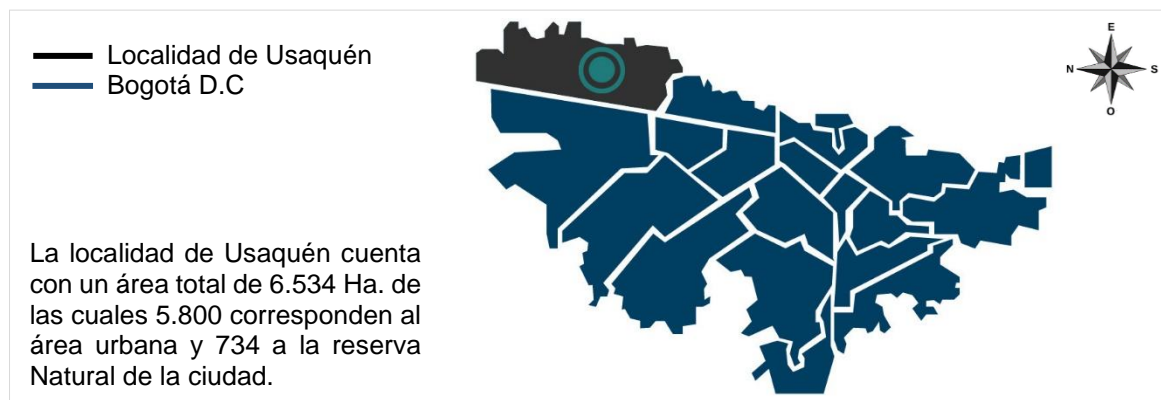 Localidad de Usaquén
Bogotá D.C
E
N
S
O
La localidad de Usaquén cuenta
con un área total de 6.534 Ha. de
las cuales 5.800 corresponden al
área urbana y 734 a la reserva
Natural de la ciudad.